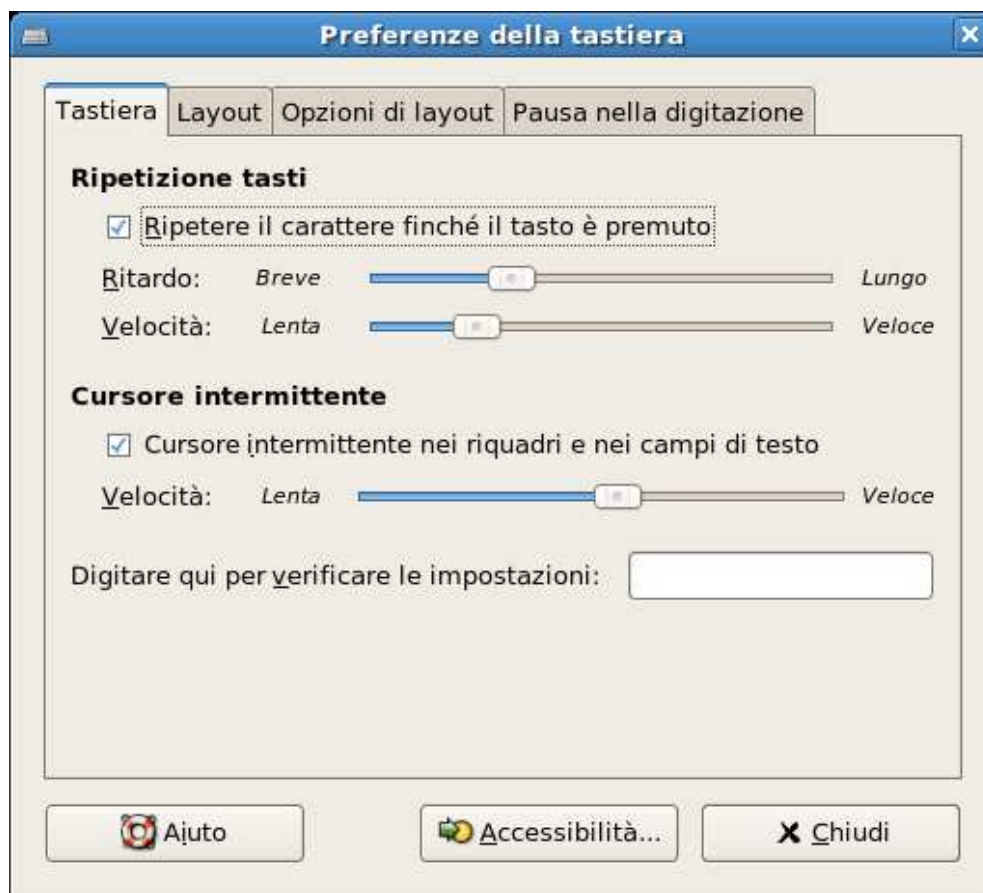 Preferenze della tastiera
Tastiera Layout Opzioni di layout Pausa nella digitazione
Ripetizione tasti
Ripetere il carattere finché il tasto è premuto
Ritardo: Breve Lungo
Velocità: Lenta Veloce
Cursore intermittente
Cursore intermittente nei riquadri e nei campi di testo
Velocità: Lenta Veloce
Digitare qui per verificare le impostazioni:
Aiuto Accessibilità... Chiudi